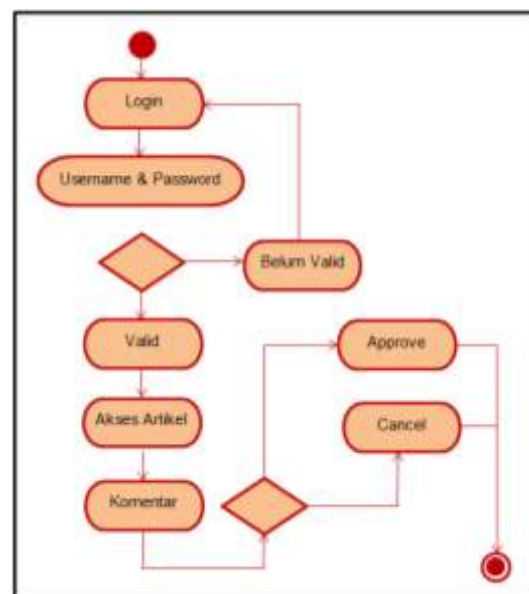 Login
Username & Password
Belum Valid
Valid
Approve
Akses Artikel
Cancel
Komentar